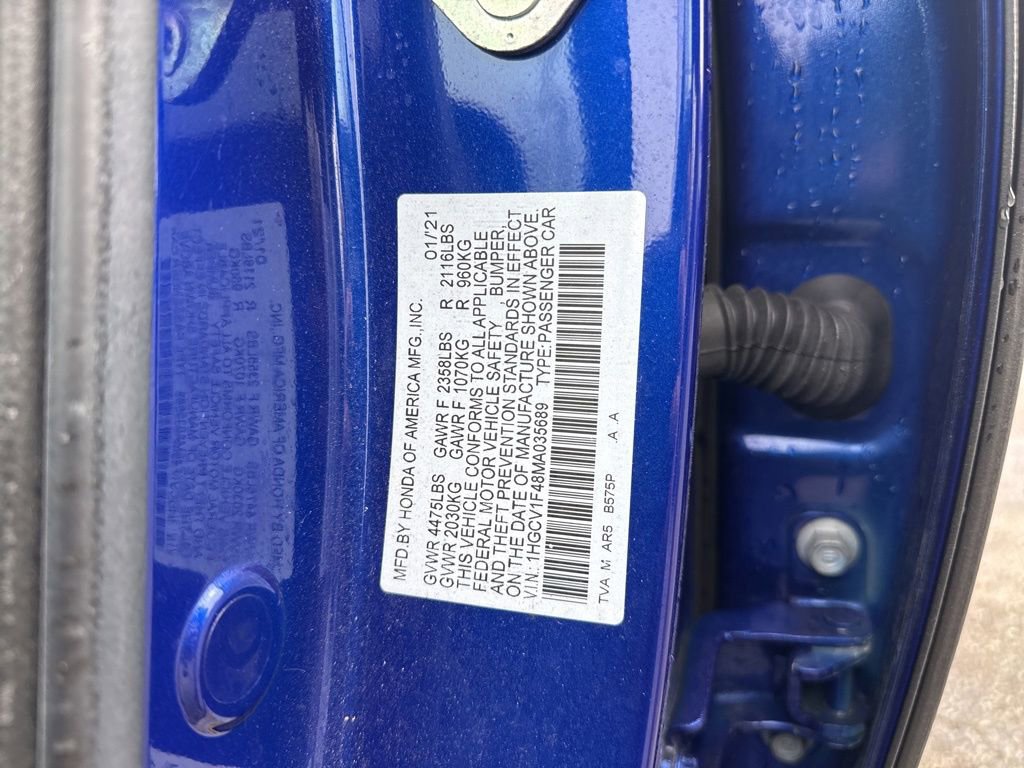 MFD.BY HONDA OF AMERICA MFG.,INC. 01/21
GVWR 4475LBS GAWR F 2358LBS R 2116LBS
GVWR 2030KG GAWR F 1070KG R 960KG
THIS VEHICLE CONFORMS TO ALL APPLICABLE
FEDERAL MOTOR VEHICLE SAFETY , BUMPER,
AND THEFT PREVENTION STANDARDS IN EFFECT
ON THE DATE OF MANUFACTURE SHOWN ABOVE.
V.I.N.: 1HGCV1F48MA035689 TYPE:PASSENGER CAR
TVA M AR5 B575P .A .A